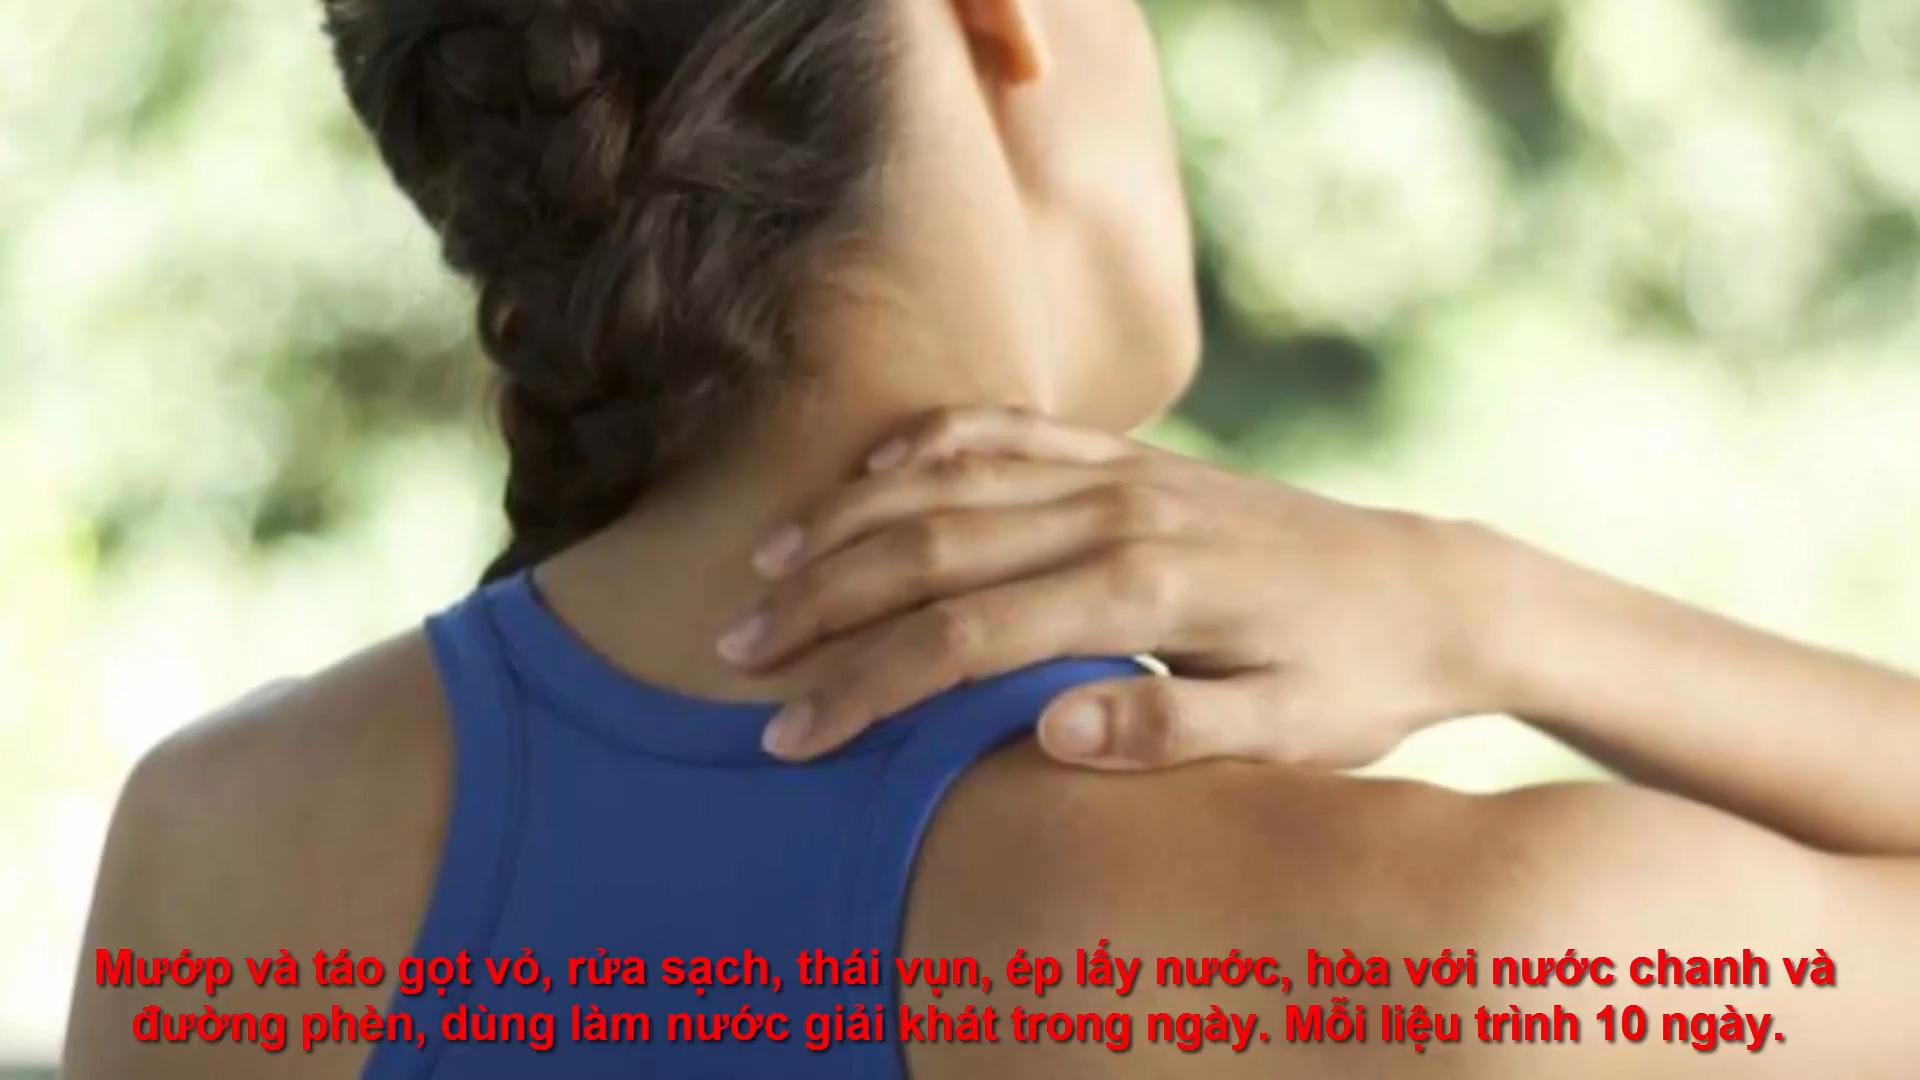 Mướp và táo gọt vỏ, rửa sạch, thái vụn, ép lấy nước, hòa với nước chanh và
đường phèn, dùng làm nước giải khát trong ngày. Mỗi liệu trình 10 ngày.